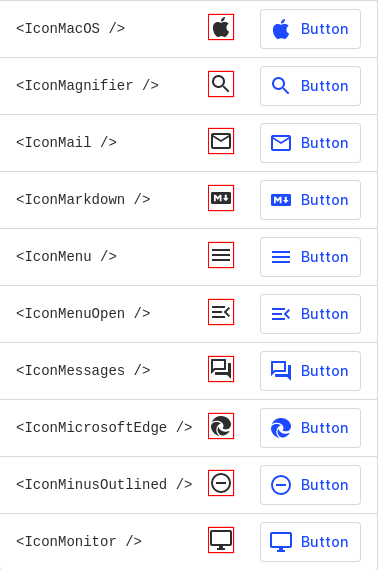 <IconMacOS /> Button
<IconMagnifier /> Button
<IconMail /> Button
<IconMarkdown /> Button
<IconMenu /> Button
<IconMenuOpen /> Button
<IconMessages /> Button
<IconMicrosoftEdge /> Button
<IconMinusOutlined /> Button
<IconMonitor /> Button